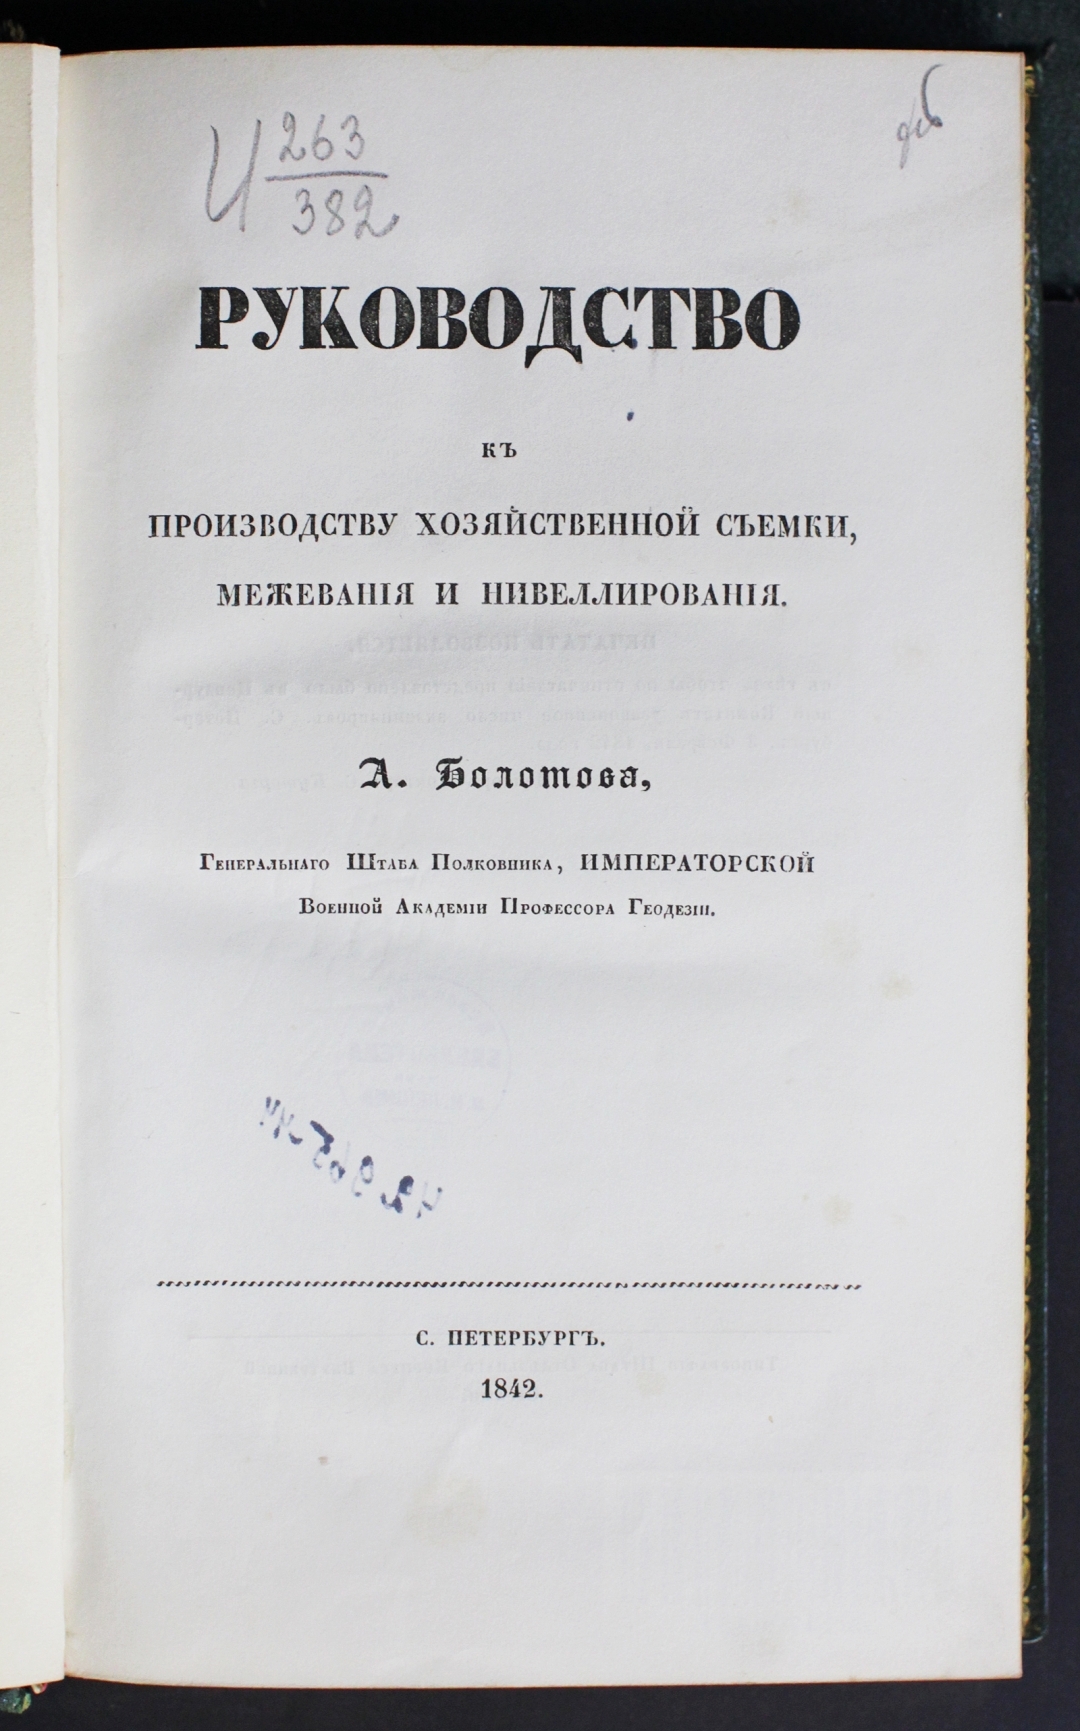 И 263
382
РУКОВОДСТВО
КЪ
ПРОИЗВОДСТВУ ХОЗЯЙСТВЕННОЙ СЪЕМКИ,
МЕЖЕВАНІЯ И НИВЕЛЛИРОВАНІЯ.
А. Болотова,
Генеральнаго Штаба Полковника, ИМПЕРАТОРСКОЙ
Военной Академіи Профессора Геодезіи.
С. ПЕТЕРБУРГЪ.
1842.